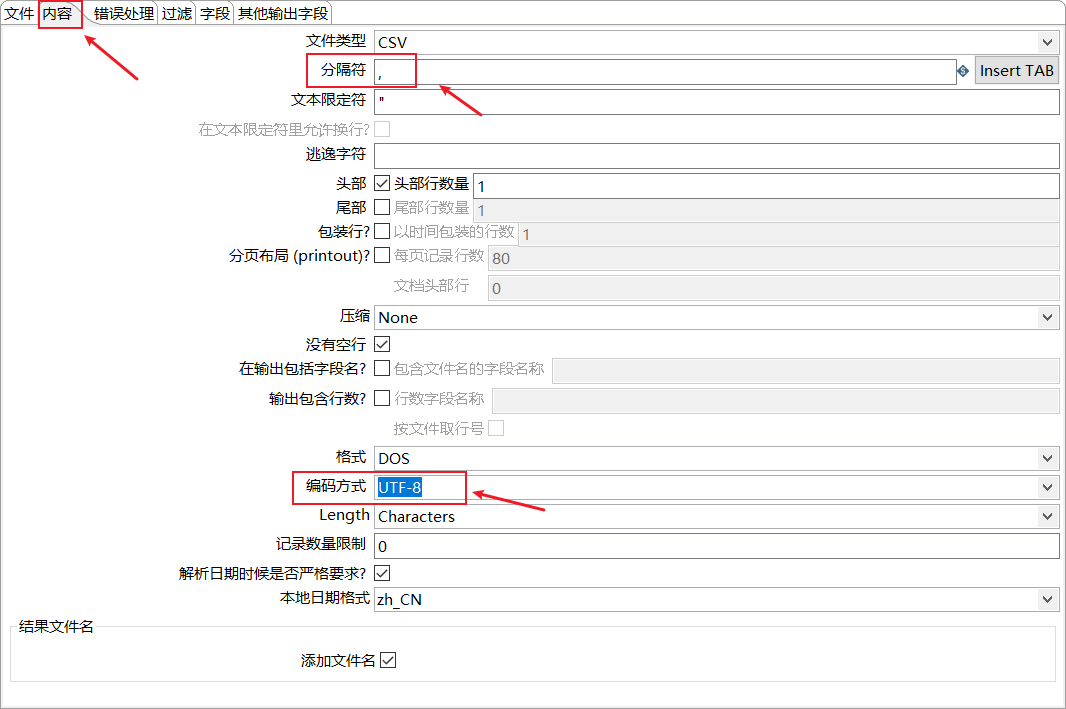 文件 内容 错误处理 过滤 字段 其他输出字段
文件类型 CSV
分隔符 , Insert TAB
文本限定符 "
在文本限定符里允许换行?
逃逸字符
头部 头部行数量 1
尾部 尾部行数量 1
包装行? 以时间包装的行数 1
分页布局 (printout)? 每页记录行数 80
文档头部行 0
压缩 None
没有空行
在输出包括字段名? 包含文件名的字段名称
输出包含行数? 行数字段名称
按文件取行号
格式 DOS
编码方式 UTF-8
Length Characters
记录数量限制 0
解析日期时候是否严格要求?
本地日期格式 zh_CN
结果文件名
添加文件名